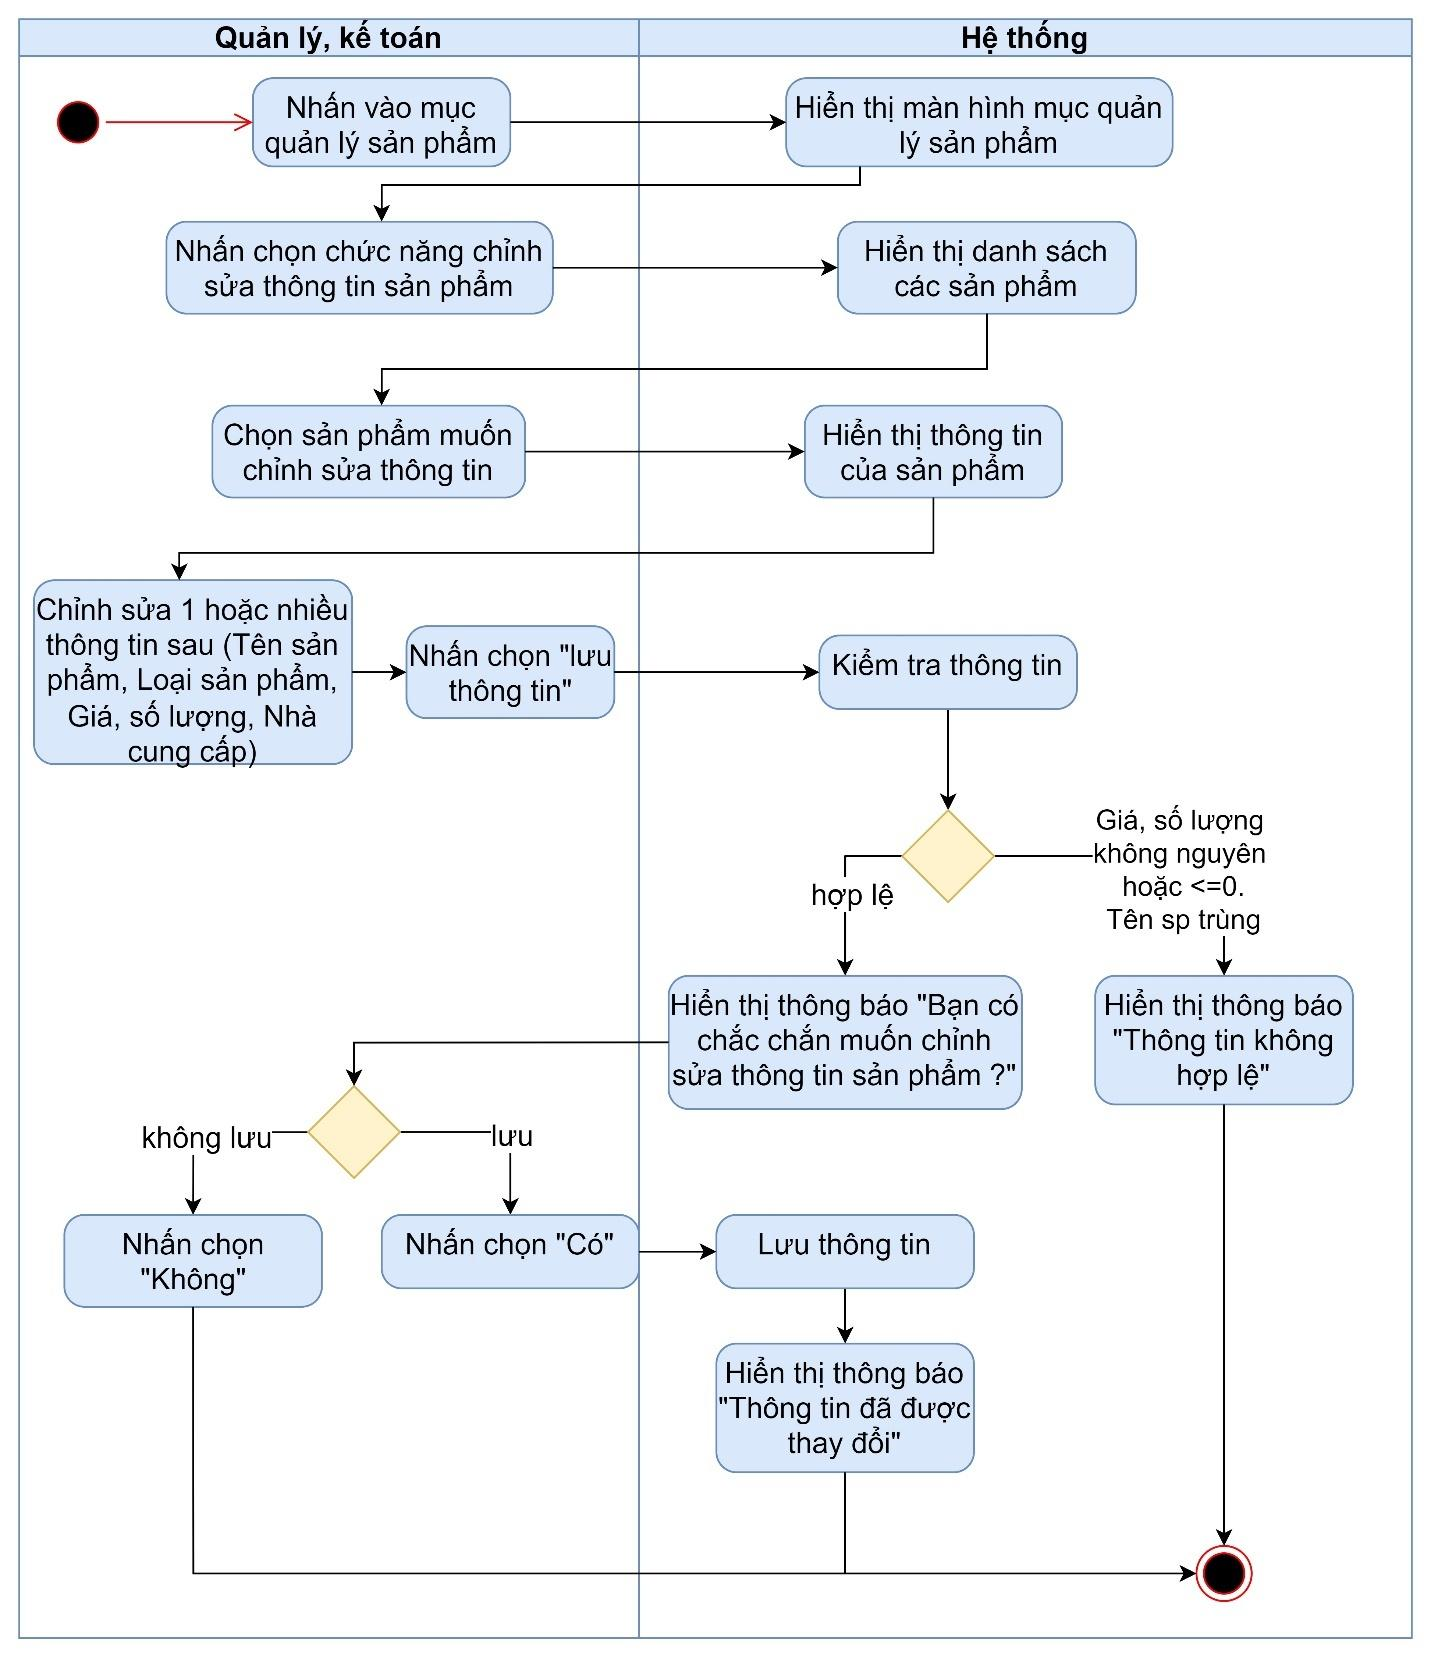 Quản lý, kế toán
Hệ thống
Nhấn vào mục
quản lý sản phẩm
Hiển thị màn hình mục quản
lý sản phẩm
Nhấn chọn chức năng chỉnh
sửa thông tin sản phẩm
Hiển thị danh sách
các sản phẩm
Chọn sản phẩm muốn
chỉnh sửa thông tin
Hiển thị thông tin
của sản phẩm
Chỉnh sửa 1 hoặc nhiều
thông tin sau (Tên sản
phẩm, Loại sản phẩm,
Giá, số lượng, Nhà
cung cấp)
Nhấn chọn "lưu
thông tin"
Kiểm tra thông tin
Giá, số lượng
không nguyên
hoặc <=0.
Tên sp trùng
hợp lệ
Hiển thị thông báo "Bạn có
chắc chắn muốn chỉnh
sửa thông tin sản phẩm ?"
Hiển thị thông báo
"Thông tin không
hợp lệ"
không lưu
lưu
Nhấn chọn
"Không"
Nhấn chọn "Có"
Lưu thông tin
Hiển thị thông báo
"Thông tin đã được
thay đổi"